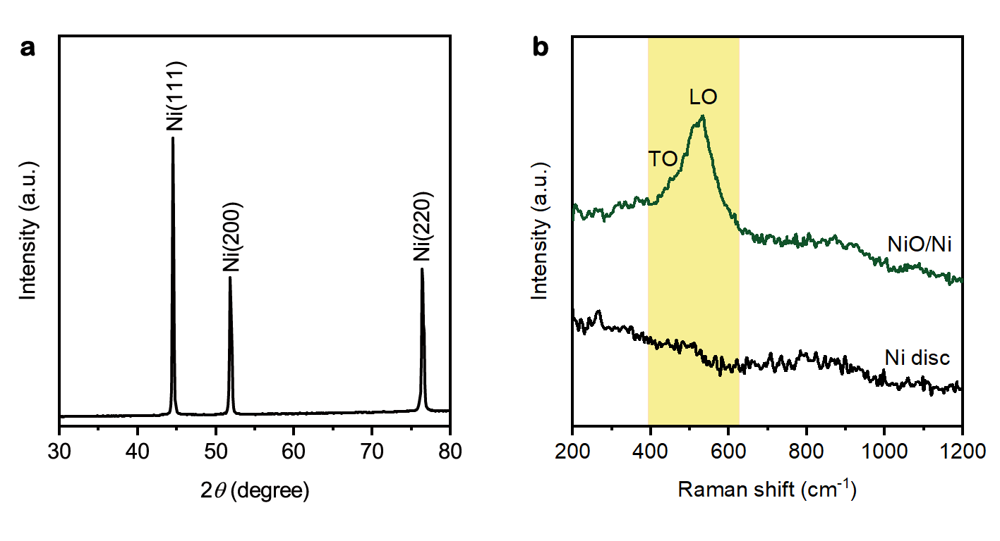 a
Ni(111)
Ni(200)
Ni(220)
Intensity (a.u.)
30 40 50 60 70 80
2θ (degree)
b
LO
TO
NiO/Ni
Ni disc
Intensity (a.u.)
200 400 600 800 1000 1200
Raman shift (cm⁻¹)